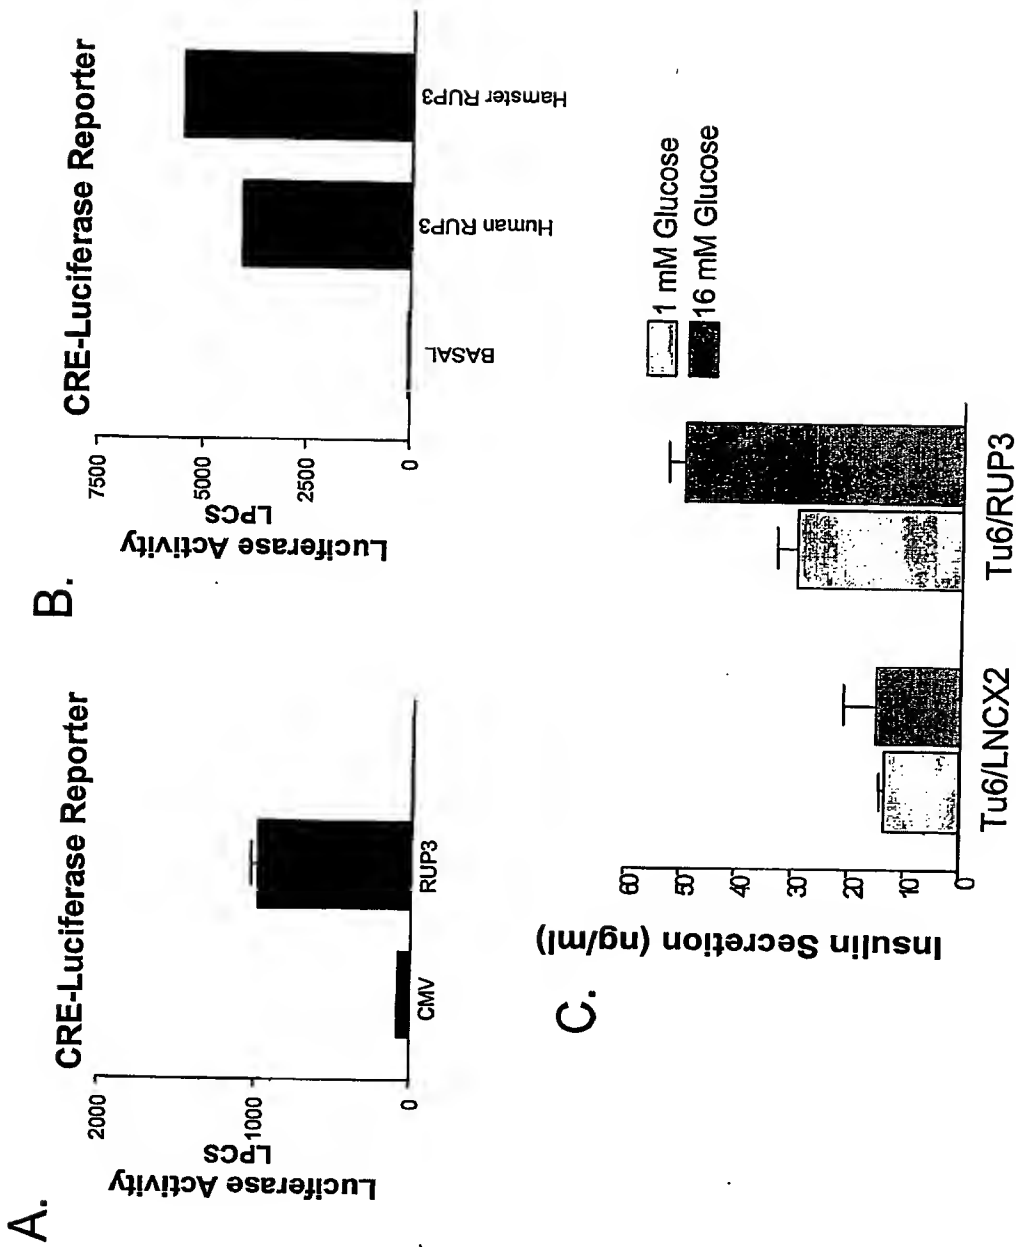 A.
CRE-Luciferase Reporter
2000
1000
0
Luciferase Activity
LPCS
CMV
RUP3
B.
CRE-Luciferase Reporter
7500
5000
2500
0
Luciferase Activity
LPCS
BASAL
Human RUP3
Hamster RUP3
C.
60
50
40
30
20
10
0
Insulin Secretion (ng/ml)
Tu6/LNCX2
Tu6/RUP3
1 mM Glucose
16 mM Glucose